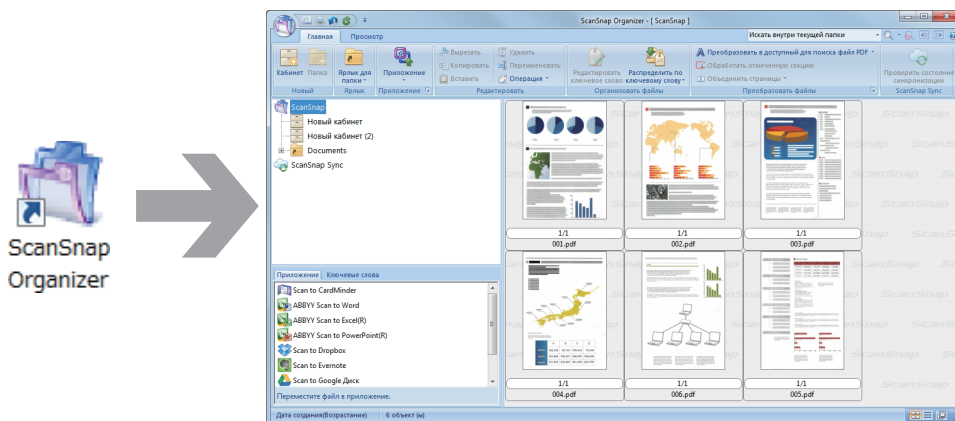 ScanSnap
Organizer
ScanSnap Organizer - [ ScanSnap ]
Главная Просмотр
Искать внутри текущей папки
Кабинет Папка
Ярлык для папки
Приложение
Вырезать
Копировать
Вставить
Удалить
Переименовать
Операция
Редактировать ключевое слово
Распределить по ключевому слову
Преобразовать в доступный для поиска файл PDF
Обработать отмеченную секцию
Объединить страницы
Проверить состояние синхронизации
Новый Ярлык Приложение Редактировать Организовать файлы Преобразовать файлы ScanSnap Sync
ScanSnap
Новый кабинет
Новый кабинет (2)
Documents
ScanSnap Sync
1/1 1/1 1/1
001.pdf 002.pdf 003.pdf
Приложение Ключевые слова
Scan to CardMinder
ABBYY Scan to Word
ABBYY Scan to Excel(R)
ABBYY Scan to PowerPoint(R)
Scan to Dropbox
Scan to Evernote
Scan to Google Диск
Переместите файл в приложение.
1/1 1/1 1/1
004.pdf 006.pdf 005.pdf
Дата создания(Возрастание) 6 объект (ы)